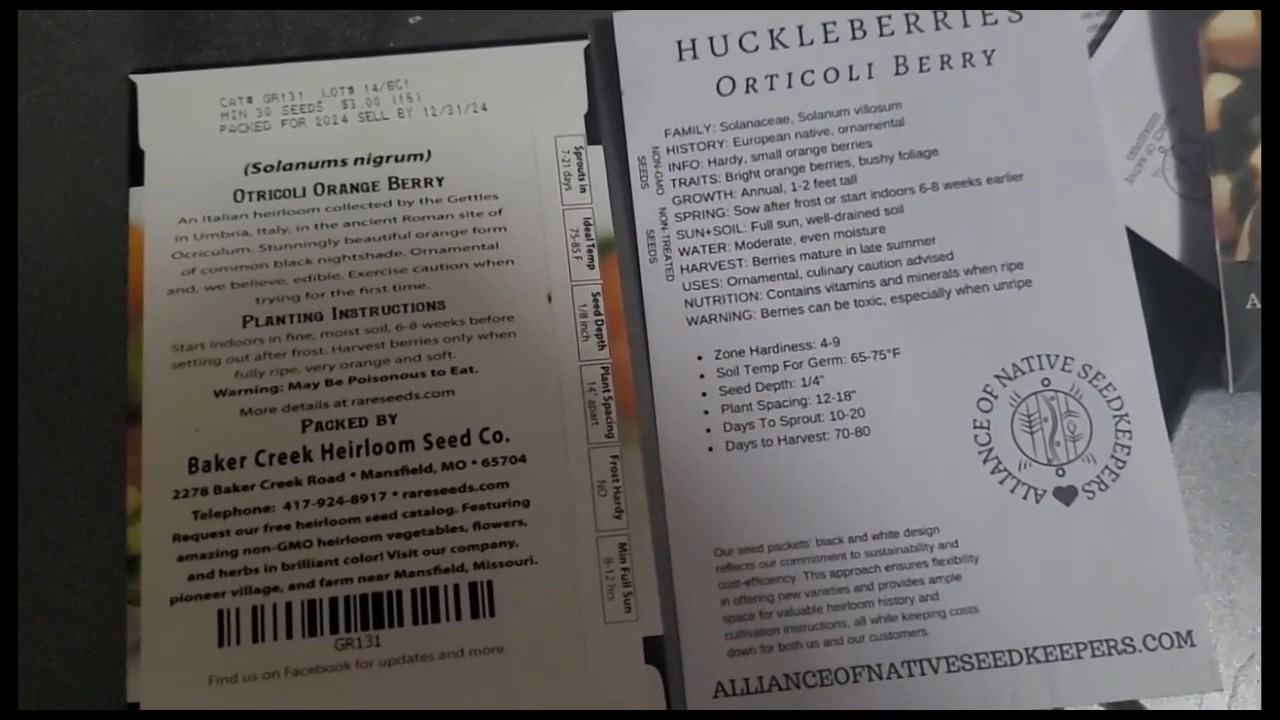 CAT# GR131 LOT# 14/BC1
MIN 30 SEEDS $3.00 (16)
PACKED FOR 2024 SELL BY 12/31/24
(Solanums nigrum)
OTRICOLI ORANGE BERRY
An Italian heirloom collected by the Gettles
in Umbria, Italy, in the ancient Roman site of
Ocriculum. Stunningly beautiful orange form
of common black nightshade. Ornamental
and, we believe, edible. Exercise caution when
trying for the first time.
PLANTING INSTRUCTIONS
Start indoors in fine, moist soil, 6-8 weeks before
setting out after frost. Harvest berries only when
fully ripe, very orange and soft.
Warning: May Be Poisonous to Eat.
More details at rareseeds.com
PACKED BY
Baker Creek Heirloom Seed Co.
2278 Baker Creek Road • Mansfield, MO • 65704
Telephone: 417-924-8917 • rareseeds.com
Request our free heirloom seed catalog. Featuring
amazing non-GMO heirloom vegetables, flowers,
and herbs in brilliant color! Visit our company,
pioneer village, and farm near Mansfield, Missouri.
GR131
Find us on Facebook for updates and more.
Sprouts in
7-21 days
Ideal Temp
75-85 F
Seed Depth
1/8 inch
Plant Spacing
14" apart
Frost Hardy
NO
Min Full Sun
8-12 hrs
HUCKLEBERRIES
ORTICOLI BERRY
NON-GMO NON-TREATED
SEEDS SEEDS
FAMILY: Solanaceae, Solanum villosum
HISTORY: European native, ornamental
INFO: Hardy, small orange berries
TRAITS: Bright orange berries, bushy foliage
GROWTH: Annual, 1-2 feet tall
SPRING: Sow after frost or start indoors 6-8 weeks earlier
SUN+SOIL: Full sun, well-drained soil
WATER: Moderate, even moisture
HARVEST: Berries mature in late summer
USES: Ornamental, culinary caution advised
NUTRITION: Contains vitamins and minerals when ripe
WARNING: Berries can be toxic, especially when unripe
• Zone Hardiness: 4-9
• Soil Temp For Germ: 65-75°F
• Seed Depth: 1/4"
• Plant Spacing: 12-18"
• Days To Sprout: 10-20
• Days to Harvest: 70-80
ALLIANCE OF NATIVE SEEDKEEPERS
Our seed packets' black and white design
reflects our commitment to sustainability and
cost-efficiency. This approach ensures flexibility
in offering new varieties and provides ample
space for valuable heirloom history and
cultivation instructions, all while keeping costs
down for both us and our customers.
ALLIANCEOFNATIVESEEDKEEPERS.COM
A